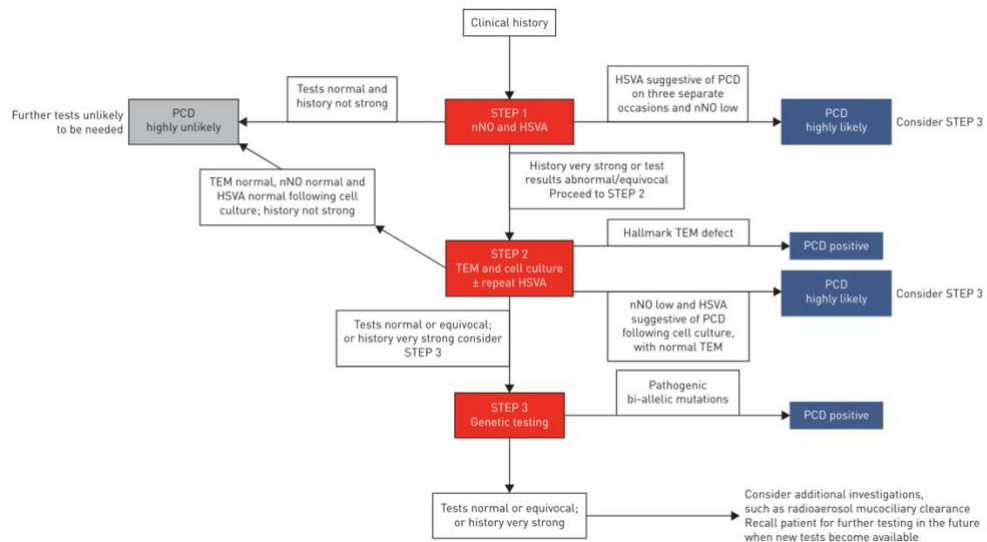 Clinical history
Tests normal and
history not strong
HSVA suggestive of PCD
on three separate
occasions and nNO low
Further tests unlikely
to be needed
PCD
highly unlikely
STEP 1
nNO and HSVA
PCD
highly likely
Consider STEP 3
TEM normal, nNO normal and
HSVA normal following cell
culture; history not strong
History very strong or test
results abnormal/equivocal
Proceed to STEP 2
STEP 2
TEM and cell culture
± repeat HSVA
Hallmark TEM defect
PCD positive
PCD
highly likely
Consider STEP 3
nNO low and HSVA
suggestive of PCD
following cell culture,
with normal TEM
Tests normal or equivocal;
or history very strong consider
STEP 3
STEP 3
Genetic testing
Pathogenic
bi-allelic mutations
PCD positive
Tests normal or equivocal;
or history very strong
Consider additional investigations,
such as radioaerosol mucociliary clearance
Recall patient for further testing in the future
when new tests become available